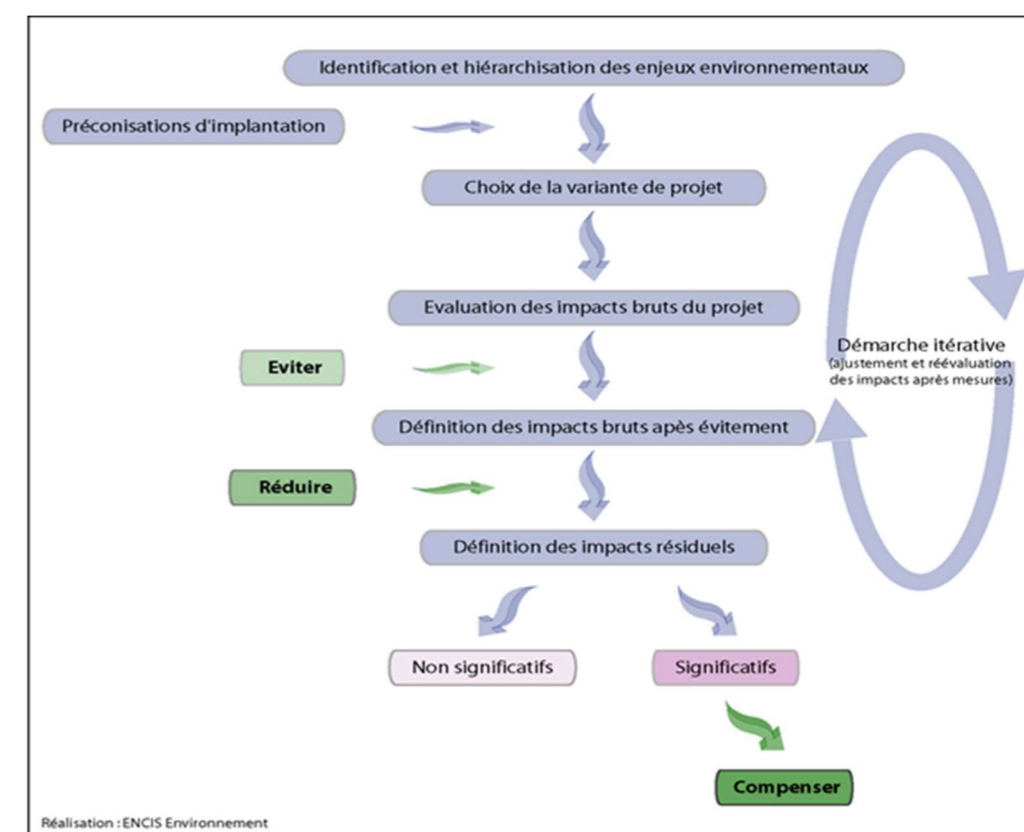 Identification et hiérarchisation des enjeux environnementaux
Préconisations d'implantation
Choix de la variante de projet
Evaluation des impacts bruts du projet
Démarche itérative
(ajustement et réévaluation
des impacts après mesures)
Eviter
Définition des impacts bruts apès évitement
Réduire
Définition des impacts résiduels
Non significatifs
Significatifs
Compenser
Réalisation : ENCIS Environnement